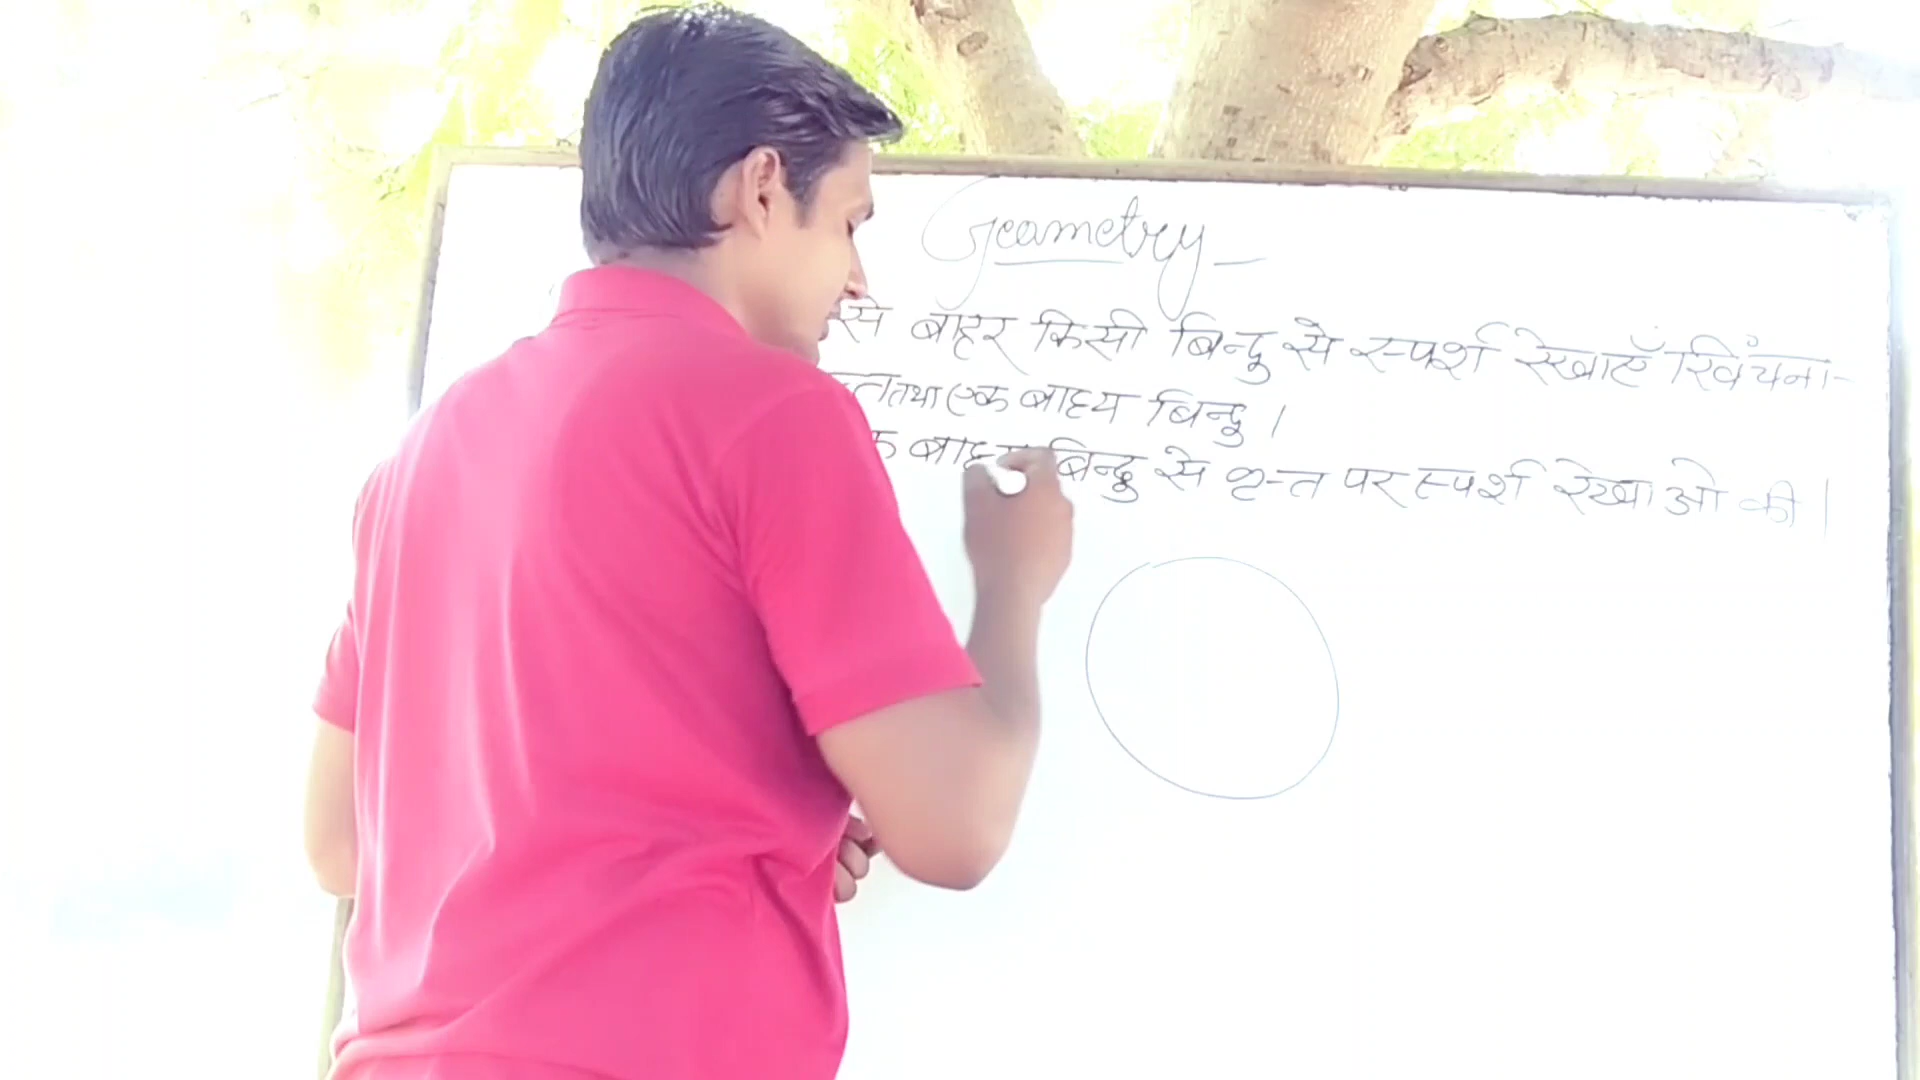 Geometry
से बाहर किसी बिन्दु से स्पर्श रेखाएँ खिंचना-
तथा एक बाह्य बिन्दु ।
बाह्य बिन्दु से वृत्त पर स्पर्श रेखाओ की ।